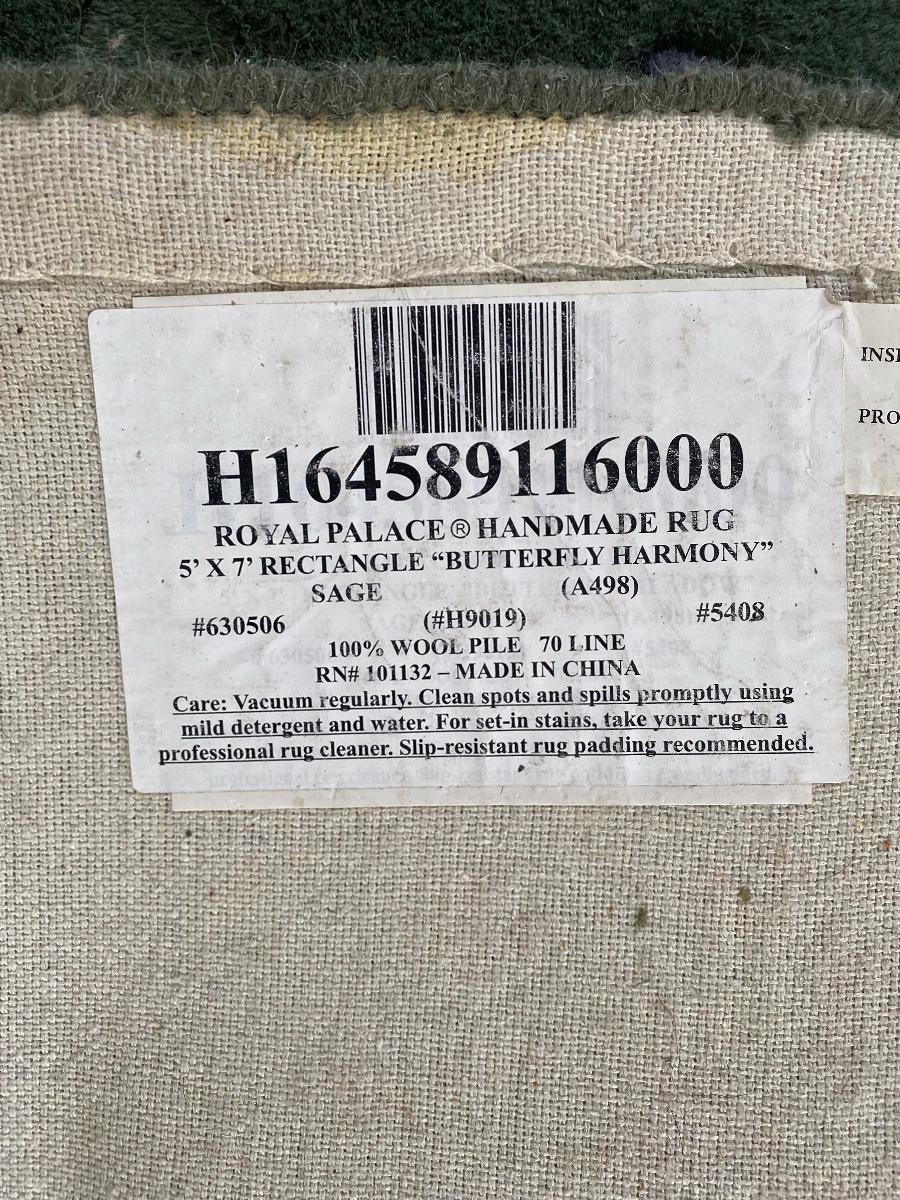 H164589116000
ROYAL PALACE® HANDMADE RUG
5' X 7' RECTANGLE “BUTTERFLY HARMONY”
SAGE (A498)
#630506 (#H9019) #5408
100% WOOL PILE 70 LINE
RN# 101132 – MADE IN CHINA
Care: Vacuum regularly. Clean spots and spills promptly using
mild detergent and water. For set-in stains, take your rug to a
professional rug cleaner. Slip-resistant rug padding recommended.
INSP
PRO